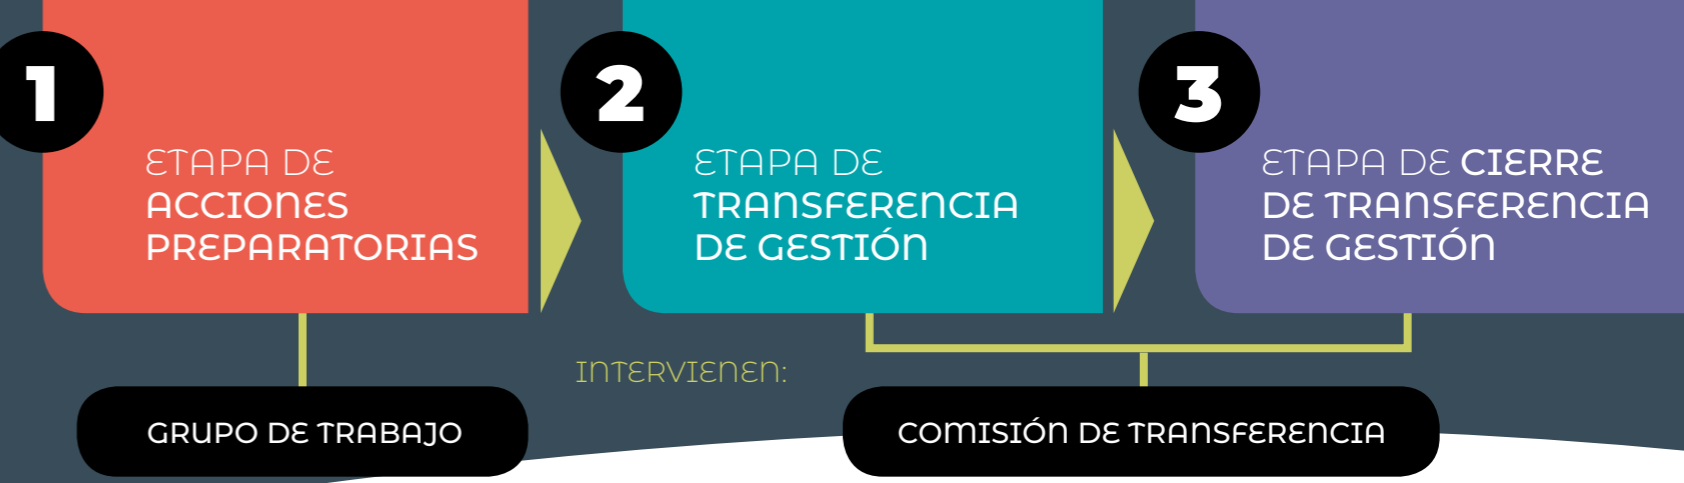 1
ETAPA DE
ACCIONES
PREPARATORIAS
2
ETAPA DE
TRANSFERENCIA
DE GESTIÓN
3
ETAPA DE CIERRE
DE TRANSFERENCIA
DE GESTIÓN
INTERVIENEN:
GRUPO DE TRABAJO
COMISIÓN DE TRANSFERENCIA